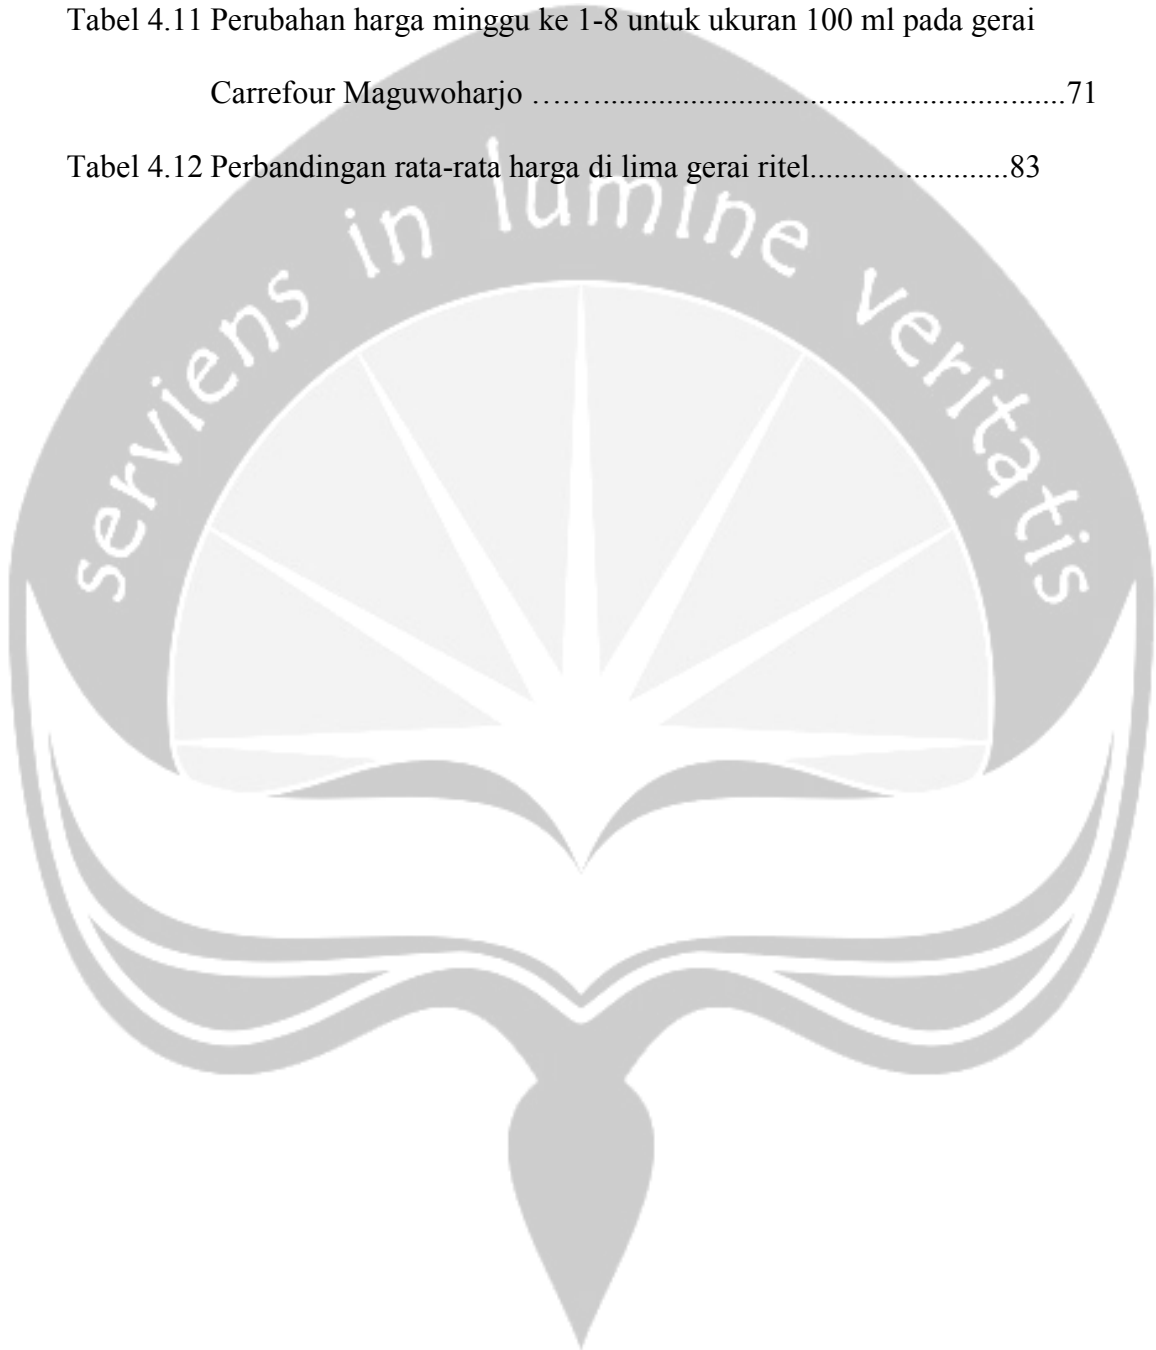 Tabel 4.11 Perubahan harga minggu ke 1-8 untuk ukuran 100 ml pada gerai
Carrefour Maguwoharjo …….............................................................71
Tabel 4.12 Perbandingan rata-rata harga di lima gerai ritel.........................83
serviens in lumine veritatis